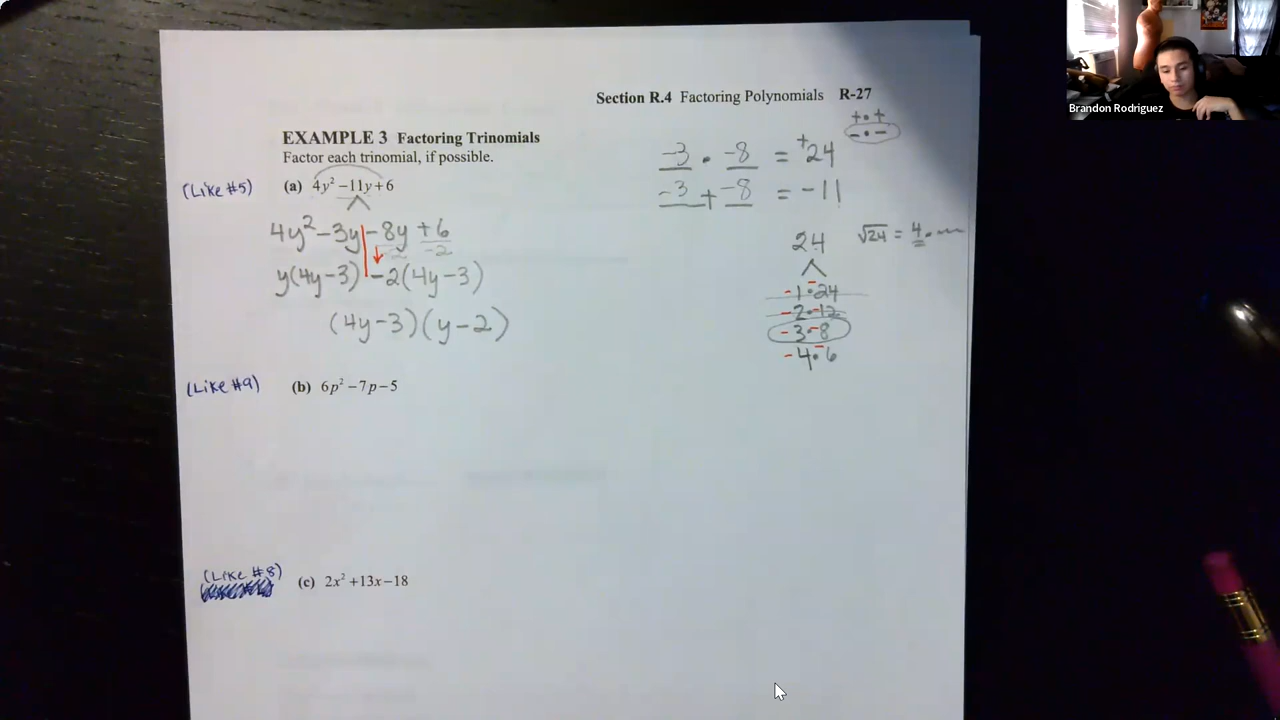 Brandon Rodriguez
Section R.4 Factoring Polynomials R-27
+•+
-•-
EXAMPLE 3 Factoring Trinomials
Factor each trinomial, if possible.
-3 • -8 = +24
-3 + -8 = -11
(Like #5) (a) 4y² −11y+6
4y² -3y|-8y +6
-2 -2
y(4y-3) -2(4y-3)
(4y-3)(y-2)
24
√24 = 4.
-1•-24
-2•-12
-3•-8
-4•-6
(Like #9) (b) 6p² −7p−5
(Like #8)
(c) 2x² +13x−18